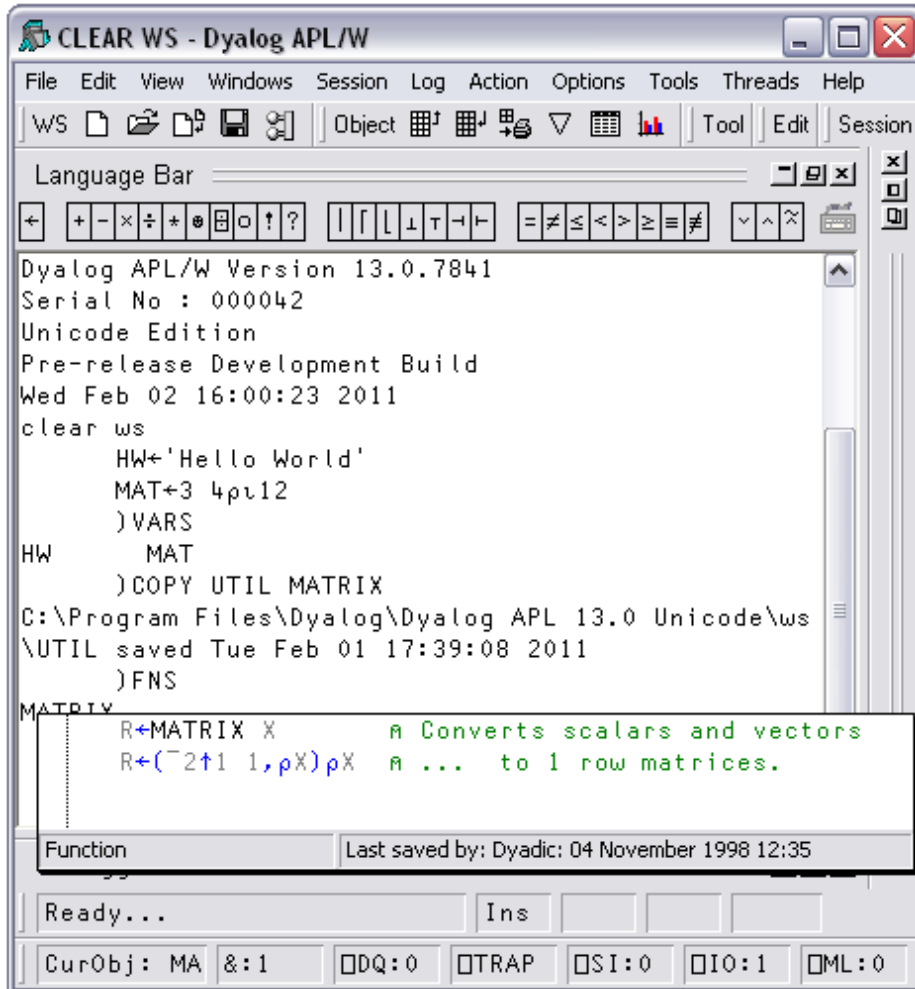 CLEAR WS - Dyalog APL/W
File Edit View Windows Session Log Action Options Tools Threads Help
WS Object Tool Edit Session
Language Bar
← + - × ÷ * ⍟ ⌹ ○ ! ? | ⌈ ⌊ ⊥ ⊤ ⊣ ⊢ = ≠ ≤ < > ≥ ≡ ≢ ∨ ∧ ⍲
Dyalog APL/W Version 13.0.7841
Serial No : 000042
Unicode Edition
Pre-release Development Build
Wed Feb 02 16:00:23 2011
clear ws
      HW←'Hello World'
      MAT←3 4⍴⍳12
      )VARS
HW      MAT
      )COPY UTIL MATRIX
C:\Program Files\Dyalog\Dyalog APL 13.0 Unicode\ws
\UTIL saved Tue Feb 01 17:39:08 2011
      )FNS
MATRIX
R←MATRIX X       ⍝ Converts scalars and vectors
R←(¯2↑1 1,⍴X)⍴X  ⍝ ...  to 1 row matrices.
Function Last saved by: Dyadic: 04 November 1998 12:35
Ready... Ins
CurObj: MA &:1 ⎕DQ:0 ⎕TRAP ⎕SI:0 ⎕IO:1 ⎕ML:0